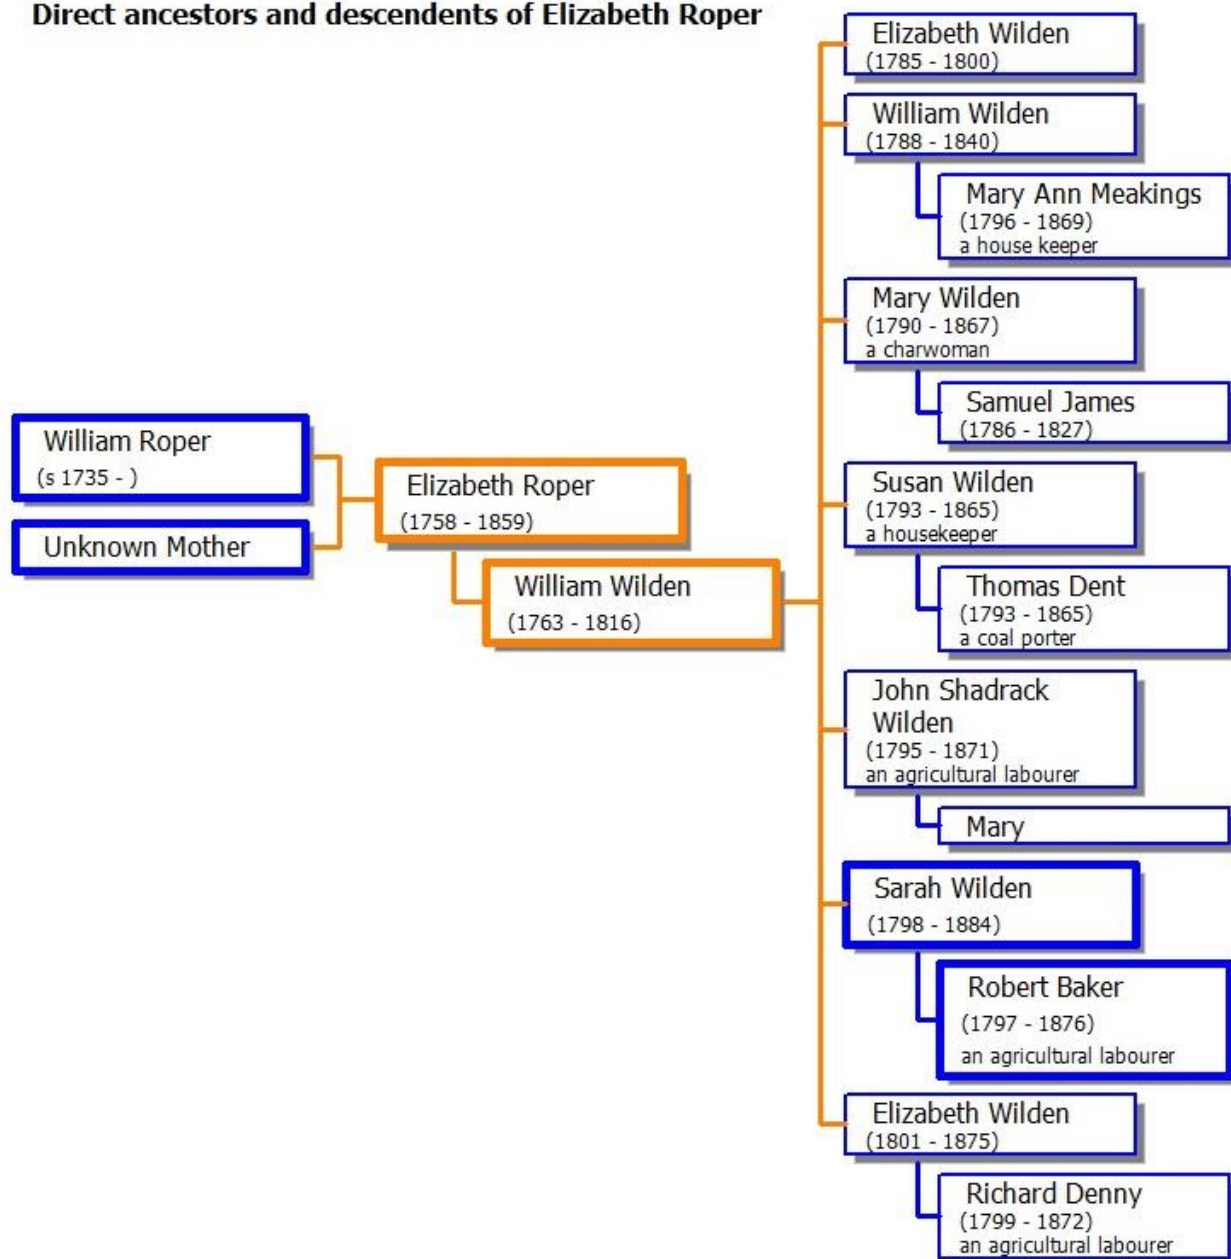 Direct ancestors and descendents of Elizabeth Roper
William Roper
(s 1735 - )
Unknown Mother
Elizabeth Roper
(1758 - 1859)
William Wilden
(1763 - 1816)
Elizabeth Wilden
(1785 - 1800)
William Wilden
(1788 - 1840)
Mary Ann Meakings
(1796 - 1869)
a house keeper
Mary Wilden
(1790 - 1867)
a charwoman
Samuel James
(1786 - 1827)
Susan Wilden
(1793 - 1865)
a housekeeper
Thomas Dent
(1793 - 1865)
a coal porter
John Shadrack
Wilden
(1795 - 1871)
an agricultural labourer
Mary
Sarah Wilden
(1798 - 1884)
Robert Baker
(1797 - 1876)
an agricultural labourer
Elizabeth Wilden
(1801 - 1875)
Richard Denny
(1799 - 1872)
an agricultural labourer